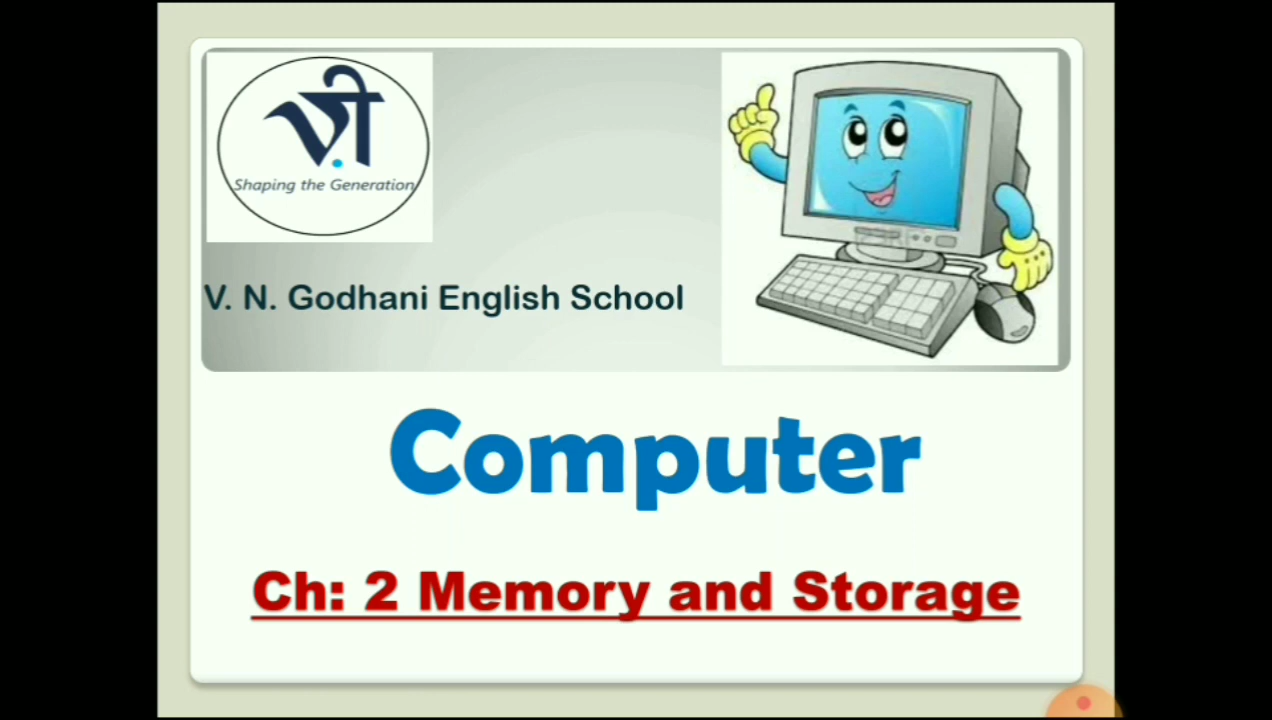 Shaping the Generation
V. N. Godhani English School
Computer
Ch: 2 Memory and Storage